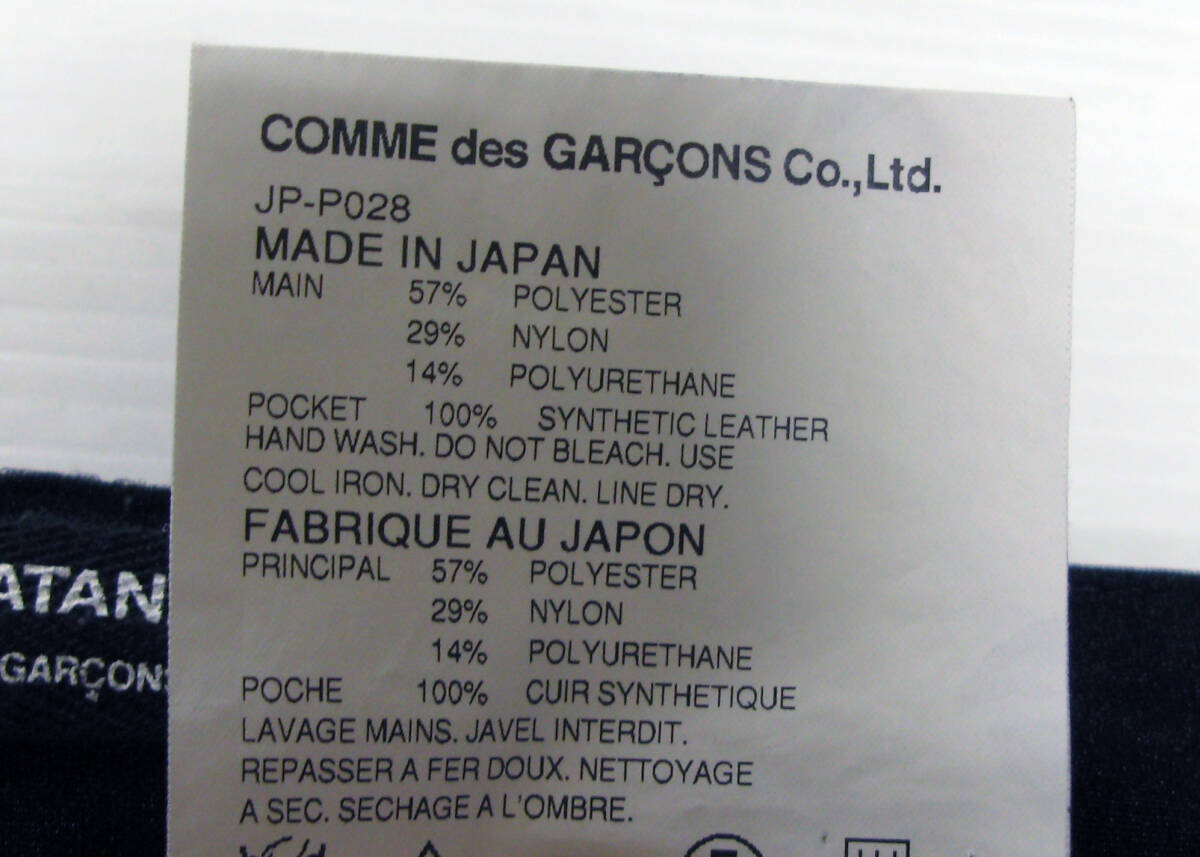 COMME des GARÇONS Co.,Ltd.
JP-P028
MADE IN JAPAN
MAIN 57% POLYESTER
29% NYLON
14% POLYURETHANE
POCKET 100% SYNTHETIC LEATHER
HAND WASH. DO NOT BLEACH. USE
COOL IRON. DRY CLEAN. LINE DRY.
FABRIQUE AU JAPON
PRINCIPAL 57% POLYESTER
29% NYLON
14% POLYURETHANE
POCHE 100% CUIR SYNTHETIQUE
LAVAGE MAINS. JAVEL INTERDIT.
REPASSER A FER DOUX. NETTOYAGE
A SEC. SECHAGE A L'OMBRE.
ATAN
GARÇONS